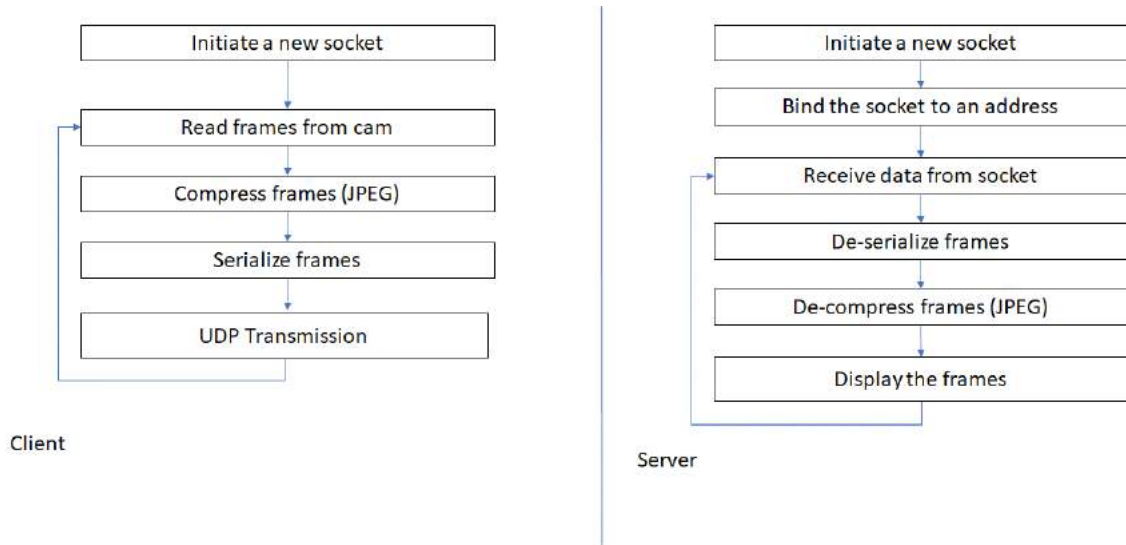 Initiate a new socket
Read frames from cam
Compress frames (JPEG)
Serialize frames
UDP Transmission
Client
Initiate a new socket
Bind the socket to an address
Receive data from socket
De-serialize frames
De-compress frames (JPEG)
Display the frames
Server